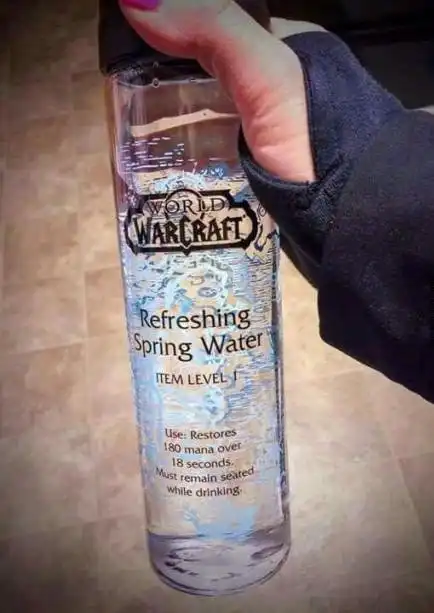 WORLD
WARCRAFT
Refreshing
Spring Water
ITEM LEVEL 1
Use: Restores
180 mana over
18 seconds.
Must remain seated
while drinking.